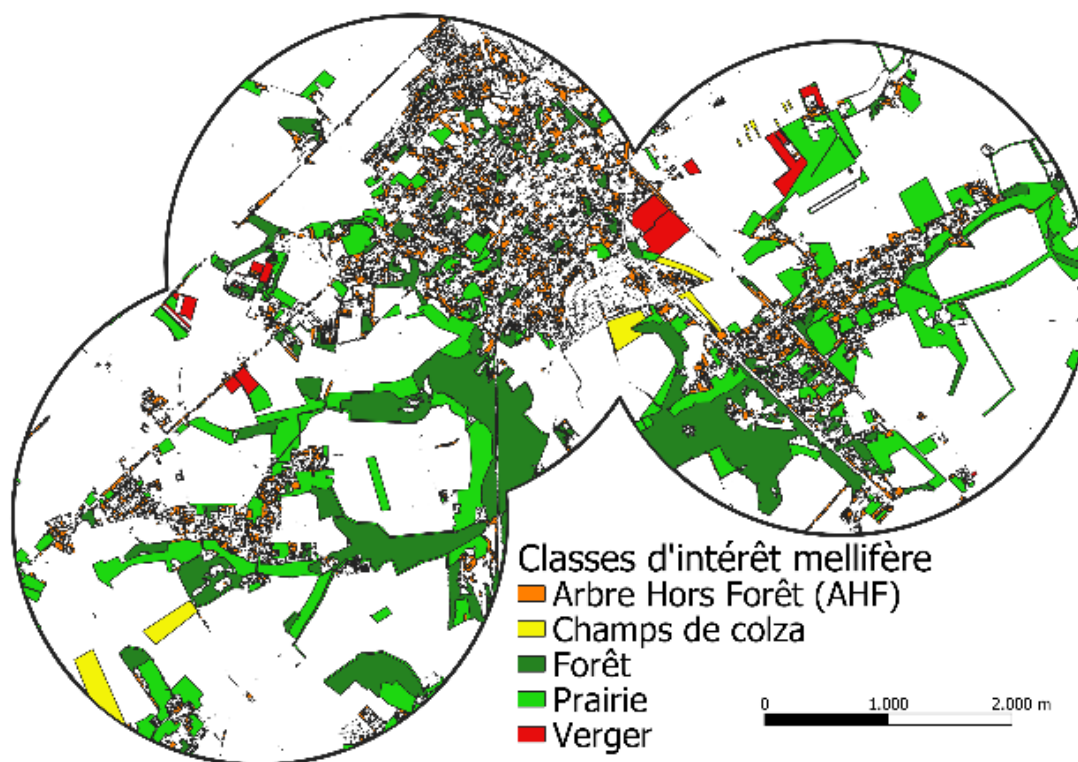 Classes d'intérêt mellifère
Arbre Hors Forêt (AHF)
Champs de colza
Forêt
Prairie
Verger
0 1.000 2.000 m